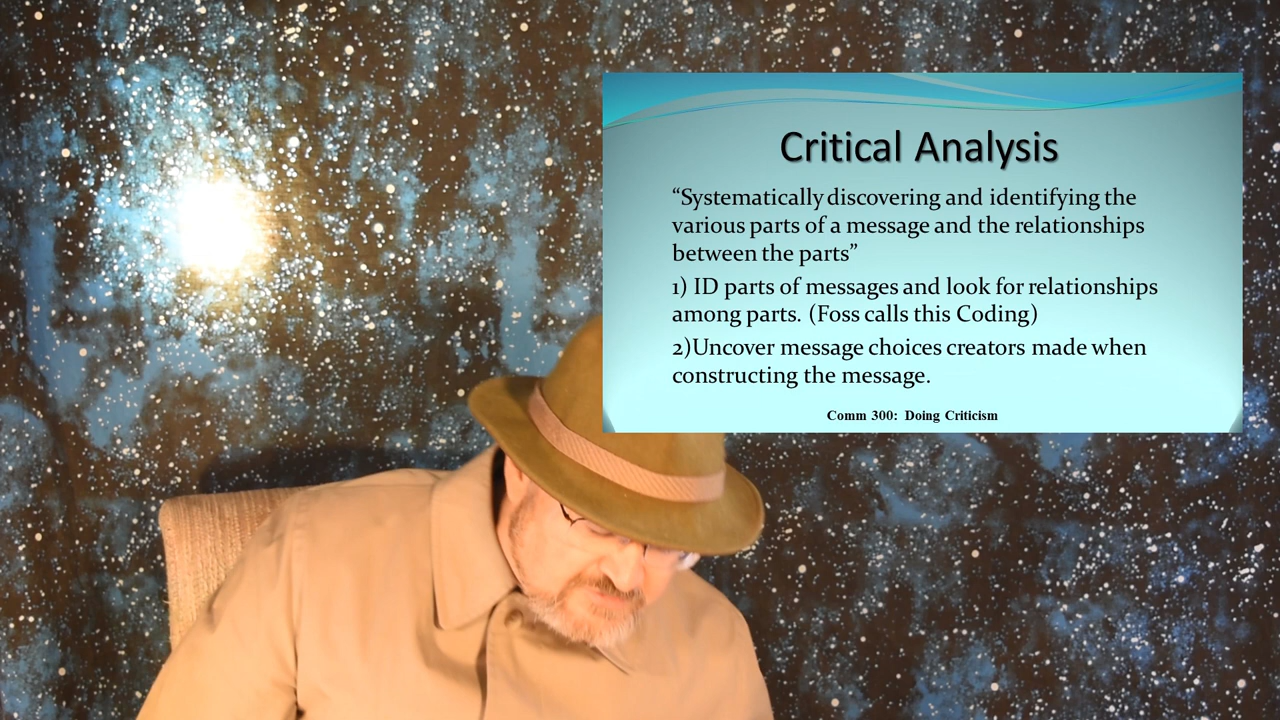 Critical Analysis
“Systematically discovering and identifying the
various parts of a message and the relationships
between the parts”
1) ID parts of messages and look for relationships
among parts. (Foss calls this Coding)
2)Uncover message choices creators made when
constructing the message.
Comm 300: Doing Criticism